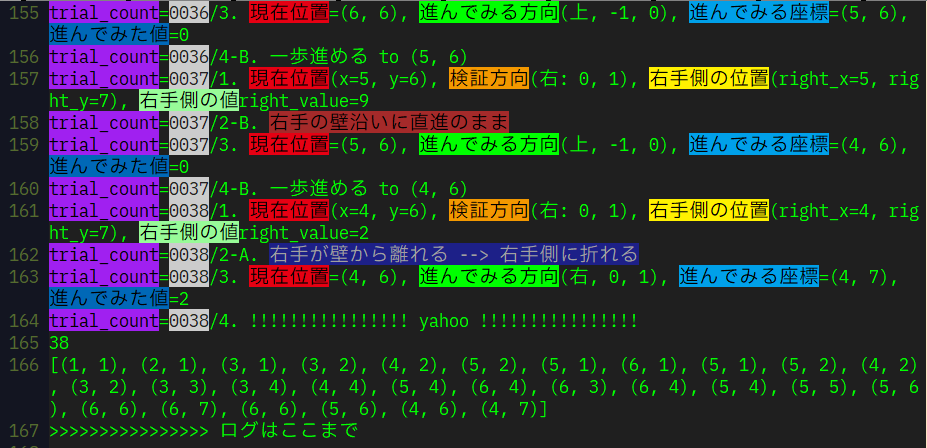 155 trial_count=0036/3. 現在位置=(6, 6), 進んでみる方向(上, -1, 0), 進んでみる座標=(5, 6),
進んでみた値=0
156 trial_count=0036/4-B. 一歩進める to (5, 6)
157 trial_count=0037/1. 現在位置(x=5, y=6), 検証方向(右: 0, 1), 右手側の位置(right_x=5, rig
ht_y=7), 右手側の値right_value=9
158 trial_count=0037/2-B. 右手の壁沿いに直進のまま
159 trial_count=0037/3. 現在位置=(5, 6), 進んでみる方向(上, -1, 0), 進んでみる座標=(4, 6),
進んでみた値=0
160 trial_count=0037/4-B. 一歩進める to (4, 6)
161 trial_count=0038/1. 現在位置(x=4, y=6), 検証方向(右: 0, 1), 右手側の位置(right_x=4, rig
ht_y=7), 右手側の値right_value=2
162 trial_count=0038/2-A. 右手が壁から離れる --> 右手側に折れる
163 trial_count=0038/3. 現在位置=(4, 6), 進んでみる方向(右, 0, 1), 進んでみる座標=(4, 7),
進んでみた値=2
164 trial_count=0038/4. !!!!!!!!!!!!!!!! yahoo !!!!!!!!!!!!!!!!
165 38
166 [(1, 1), (2, 1), (3, 1), (3, 2), (4, 2), (5, 2), (5, 1), (6, 1), (5, 1), (5, 2), (4, 2)
, (3, 2), (3, 3), (3, 4), (4, 4), (5, 4), (6, 4), (6, 3), (6, 4), (5, 4), (5, 5), (5, 6
), (6, 6), (6, 7), (6, 6), (5, 6), (4, 6), (4, 7)]
167 >>>>>>>>>>>>>>>> ログはここまで